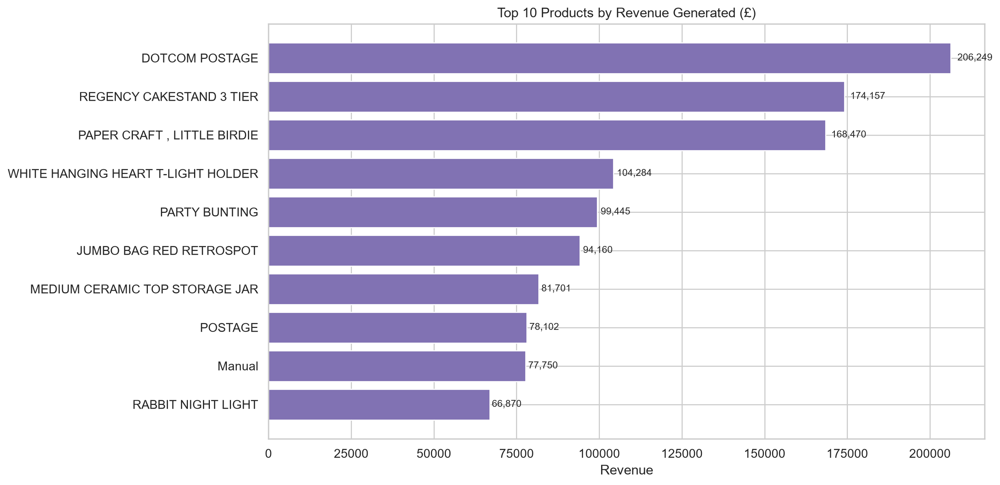 Top 10 Products by Revenue Generated (£)
DOTCOM POSTAGE 206,249
REGENCY CAKESTAND 3 TIER 174,157
PAPER CRAFT , LITTLE BIRDIE 168,470
WHITE HANGING HEART T-LIGHT HOLDER 104,284
PARTY BUNTING 99,445
JUMBO BAG RED RETROSPOT 94,160
MEDIUM CERAMIC TOP STORAGE JAR 81,701
POSTAGE 78,102
Manual 77,750
RABBIT NIGHT LIGHT 66,870
0 25000 50000 75000 100000 125000 150000 175000 200000
Revenue